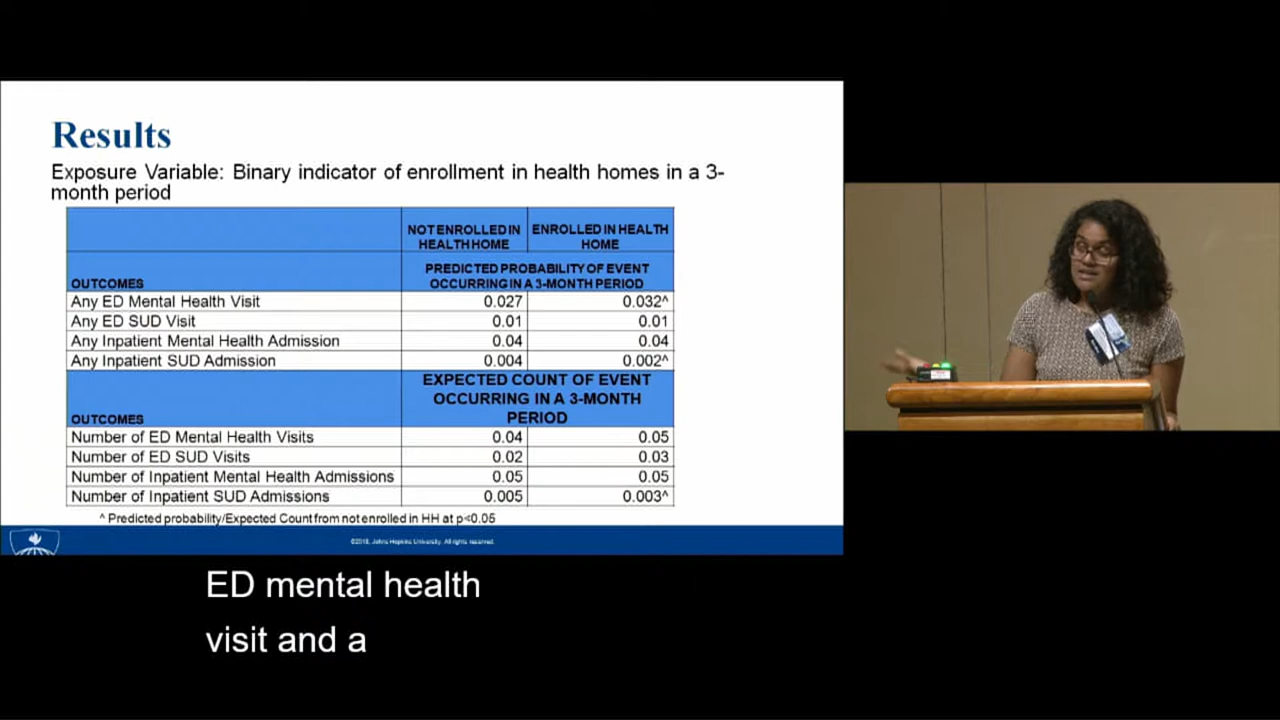 Results
Exposure Variable: Binary indicator of enrollment in health homes in a 3-
month period
NOT ENROLLED IN HEALTH HOME ENROLLED IN HEALTH HOME
OUTCOMES PREDICTED PROBABILITY OF EVENT OCCURRING IN A 3-MONTH PERIOD
Any ED Mental Health Visit 0.027 0.032^
Any ED SUD Visit 0.01 0.01
Any Inpatient Mental Health Admission 0.04 0.04
Any Inpatient SUD Admission 0.004 0.002^
OUTCOMES EXPECTED COUNT OF EVENT OCCURRING IN A 3-MONTH PERIOD
Number of ED Mental Health Visits 0.04 0.05
Number of ED SUD Visits 0.02 0.03
Number of Inpatient Mental Health Admissions 0.05 0.05
Number of Inpatient SUD Admissions 0.005 0.003^
^ Predicted probability/Expected Count from not enrolled in HH at p<0.05
Johns Hopkins University. All rights reserved.
ED mental health
visit and a